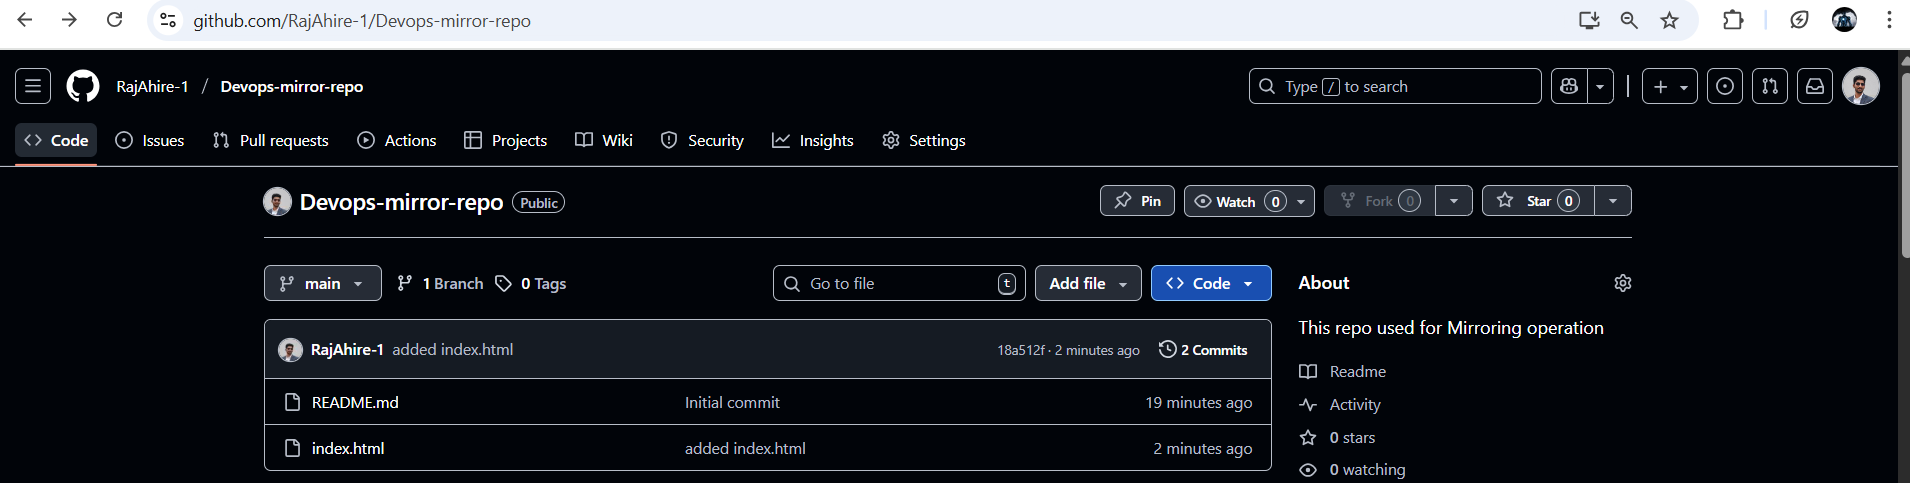 github.com/RajAhire-1/Devops-mirror-repo
RajAhire-1 / Devops-mirror-repo
Type / to search
Code Issues Pull requests Actions Projects Wiki Security Insights Settings
Devops-mirror-repo Public
Pin Watch 0 Fork 0 Star 0
main 1 Branch 0 Tags Go to file t Add file Code
About
This repo used for Mirroring operation
RajAhire-1 added index.html 18a512f · 2 minutes ago 2 Commits
README.md Initial commit 19 minutes ago
index.html added index.html 2 minutes ago
Readme
Activity
0 stars
0 watching